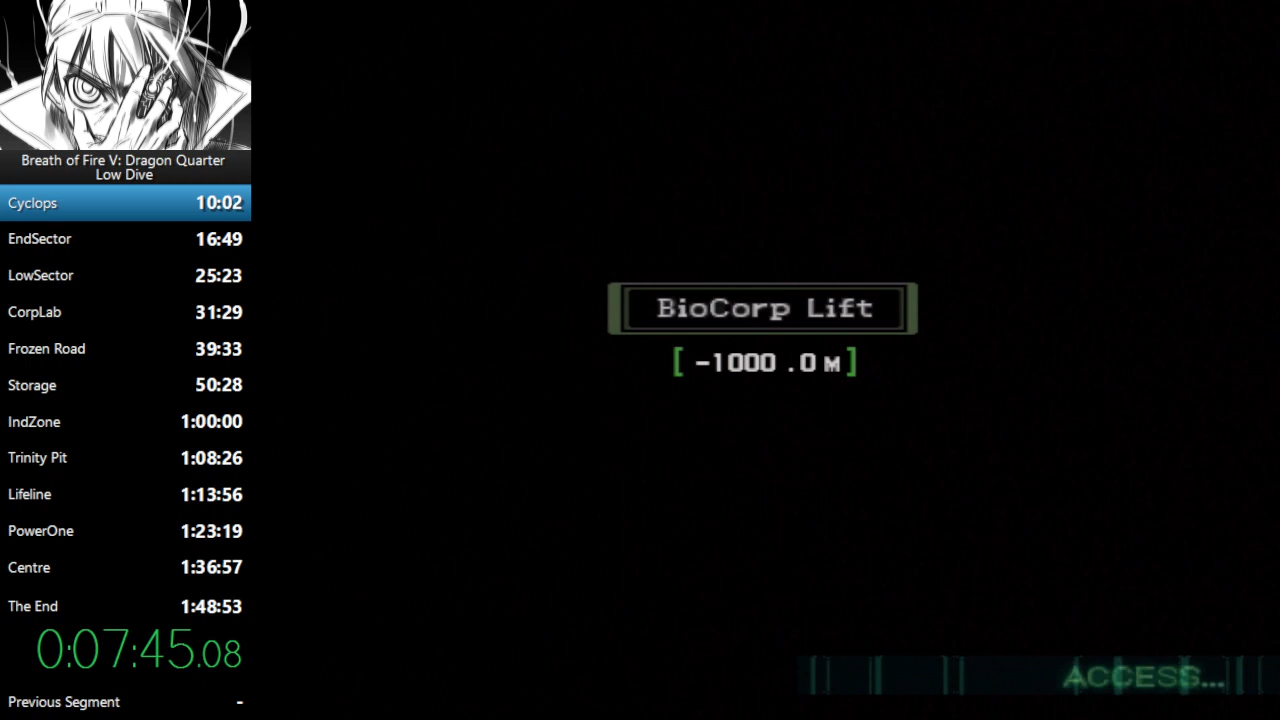 Breath of Fire V: Dragon Quarter
Low Dive
Cyclops 10:02
EndSector 16:49
LowSector 25:23
CorpLab 31:29
Frozen Road 39:33
Storage 50:28
IndZone 1:00:00
Trinity Pit 1:08:26
Lifeline 1:13:56
PowerOne 1:23:19
Centre 1:36:57
The End 1:48:53
0:07:45.08
Previous Segment -
BioCorp Lift
[ -1000 .0 M ]
ACCESS...